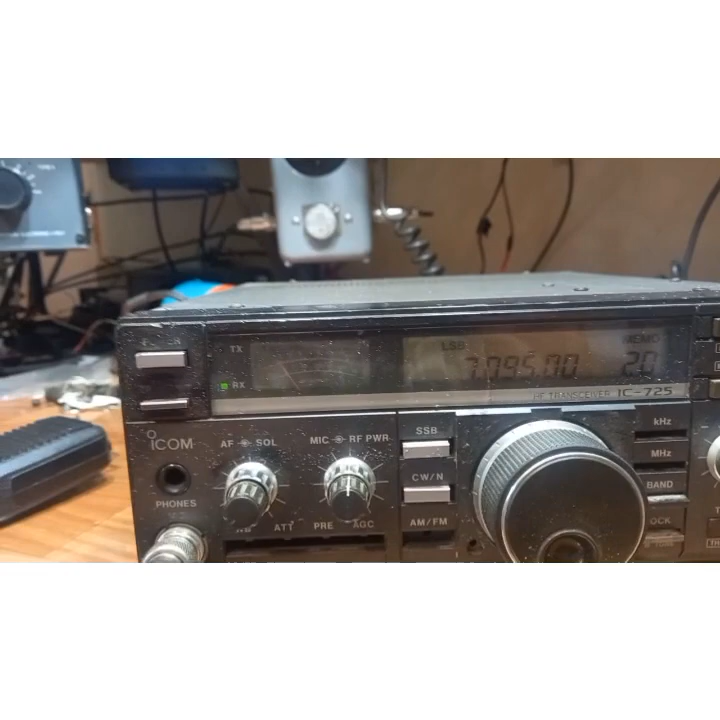 TX
LSB
MEMO
7.095.00
20
RX
HF TRANSCEIVER IC-725
ICOM
AF SQL
MIC RF PWR
SSB
kHz
MHz
CW/N
BAND
PHONES
ATT
PRE
AGC
AM/FM